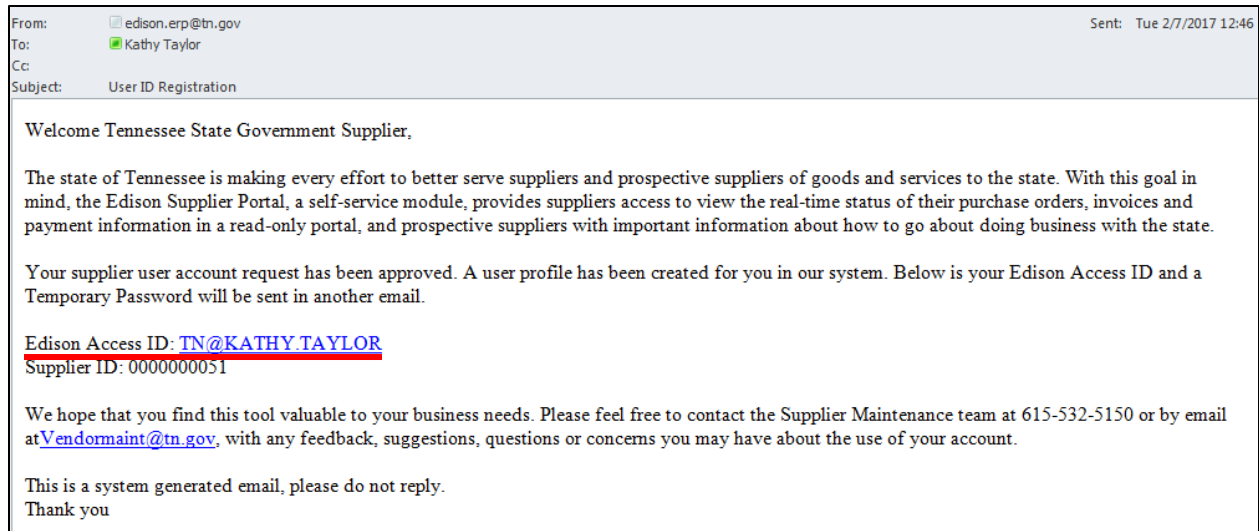 From: edison.erp@tn.gov Sent: Tue 2/7/2017 12:46
To: Kathy Taylor
Cc:
Subject: User ID Registration
Welcome Tennessee State Government Supplier,
The state of Tennessee is making every effort to better serve suppliers and prospective suppliers of goods and services to the state. With this goal in
mind, the Edison Supplier Portal, a self-service module, provides suppliers access to view the real-time status of their purchase orders, invoices and
payment information in a read-only portal, and prospective suppliers with important information about how to go about doing business with the state.
Your supplier user account request has been approved. A user profile has been created for you in our system. Below is your Edison Access ID and a
Temporary Password will be sent in another email.
Edison Access ID: TN@KATHY.TAYLOR
Supplier ID: 0000000051
We hope that you find this tool valuable to your business needs. Please feel free to contact the Supplier Maintenance team at 615-532-5150 or by email
atVendormaint@tn.gov, with any feedback, suggestions, questions or concerns you may have about the use of your account.
This is a system generated email, please do not reply.
Thank you